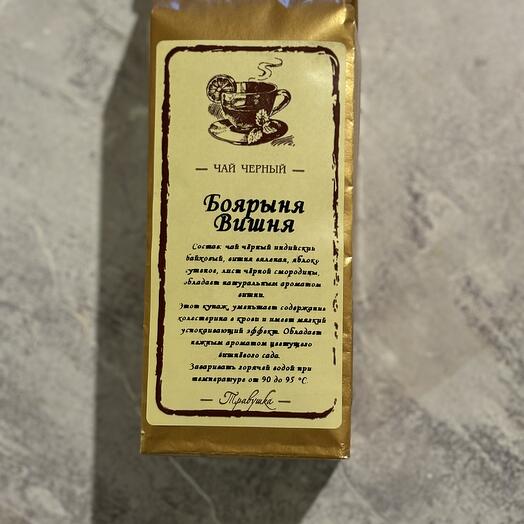 — ЧАЙ ЧЕРНЫЙ —
Боярыня
Вишня
Состав: чай чёрный индийский
байховый, вишня вяленая, яблоко
сушеное, лист чёрной смородины,
обладает натуральным ароматом
вишни.
Этот купаж, уменьшает содержание
холестерина в крови и имеет мягкий
успокаивающий эффект. Обладает
нежным ароматом цветущего
вишнёвого сада.
Заваривать горячей водой при
температуре от 90 до 95 °С.
— Травушка —